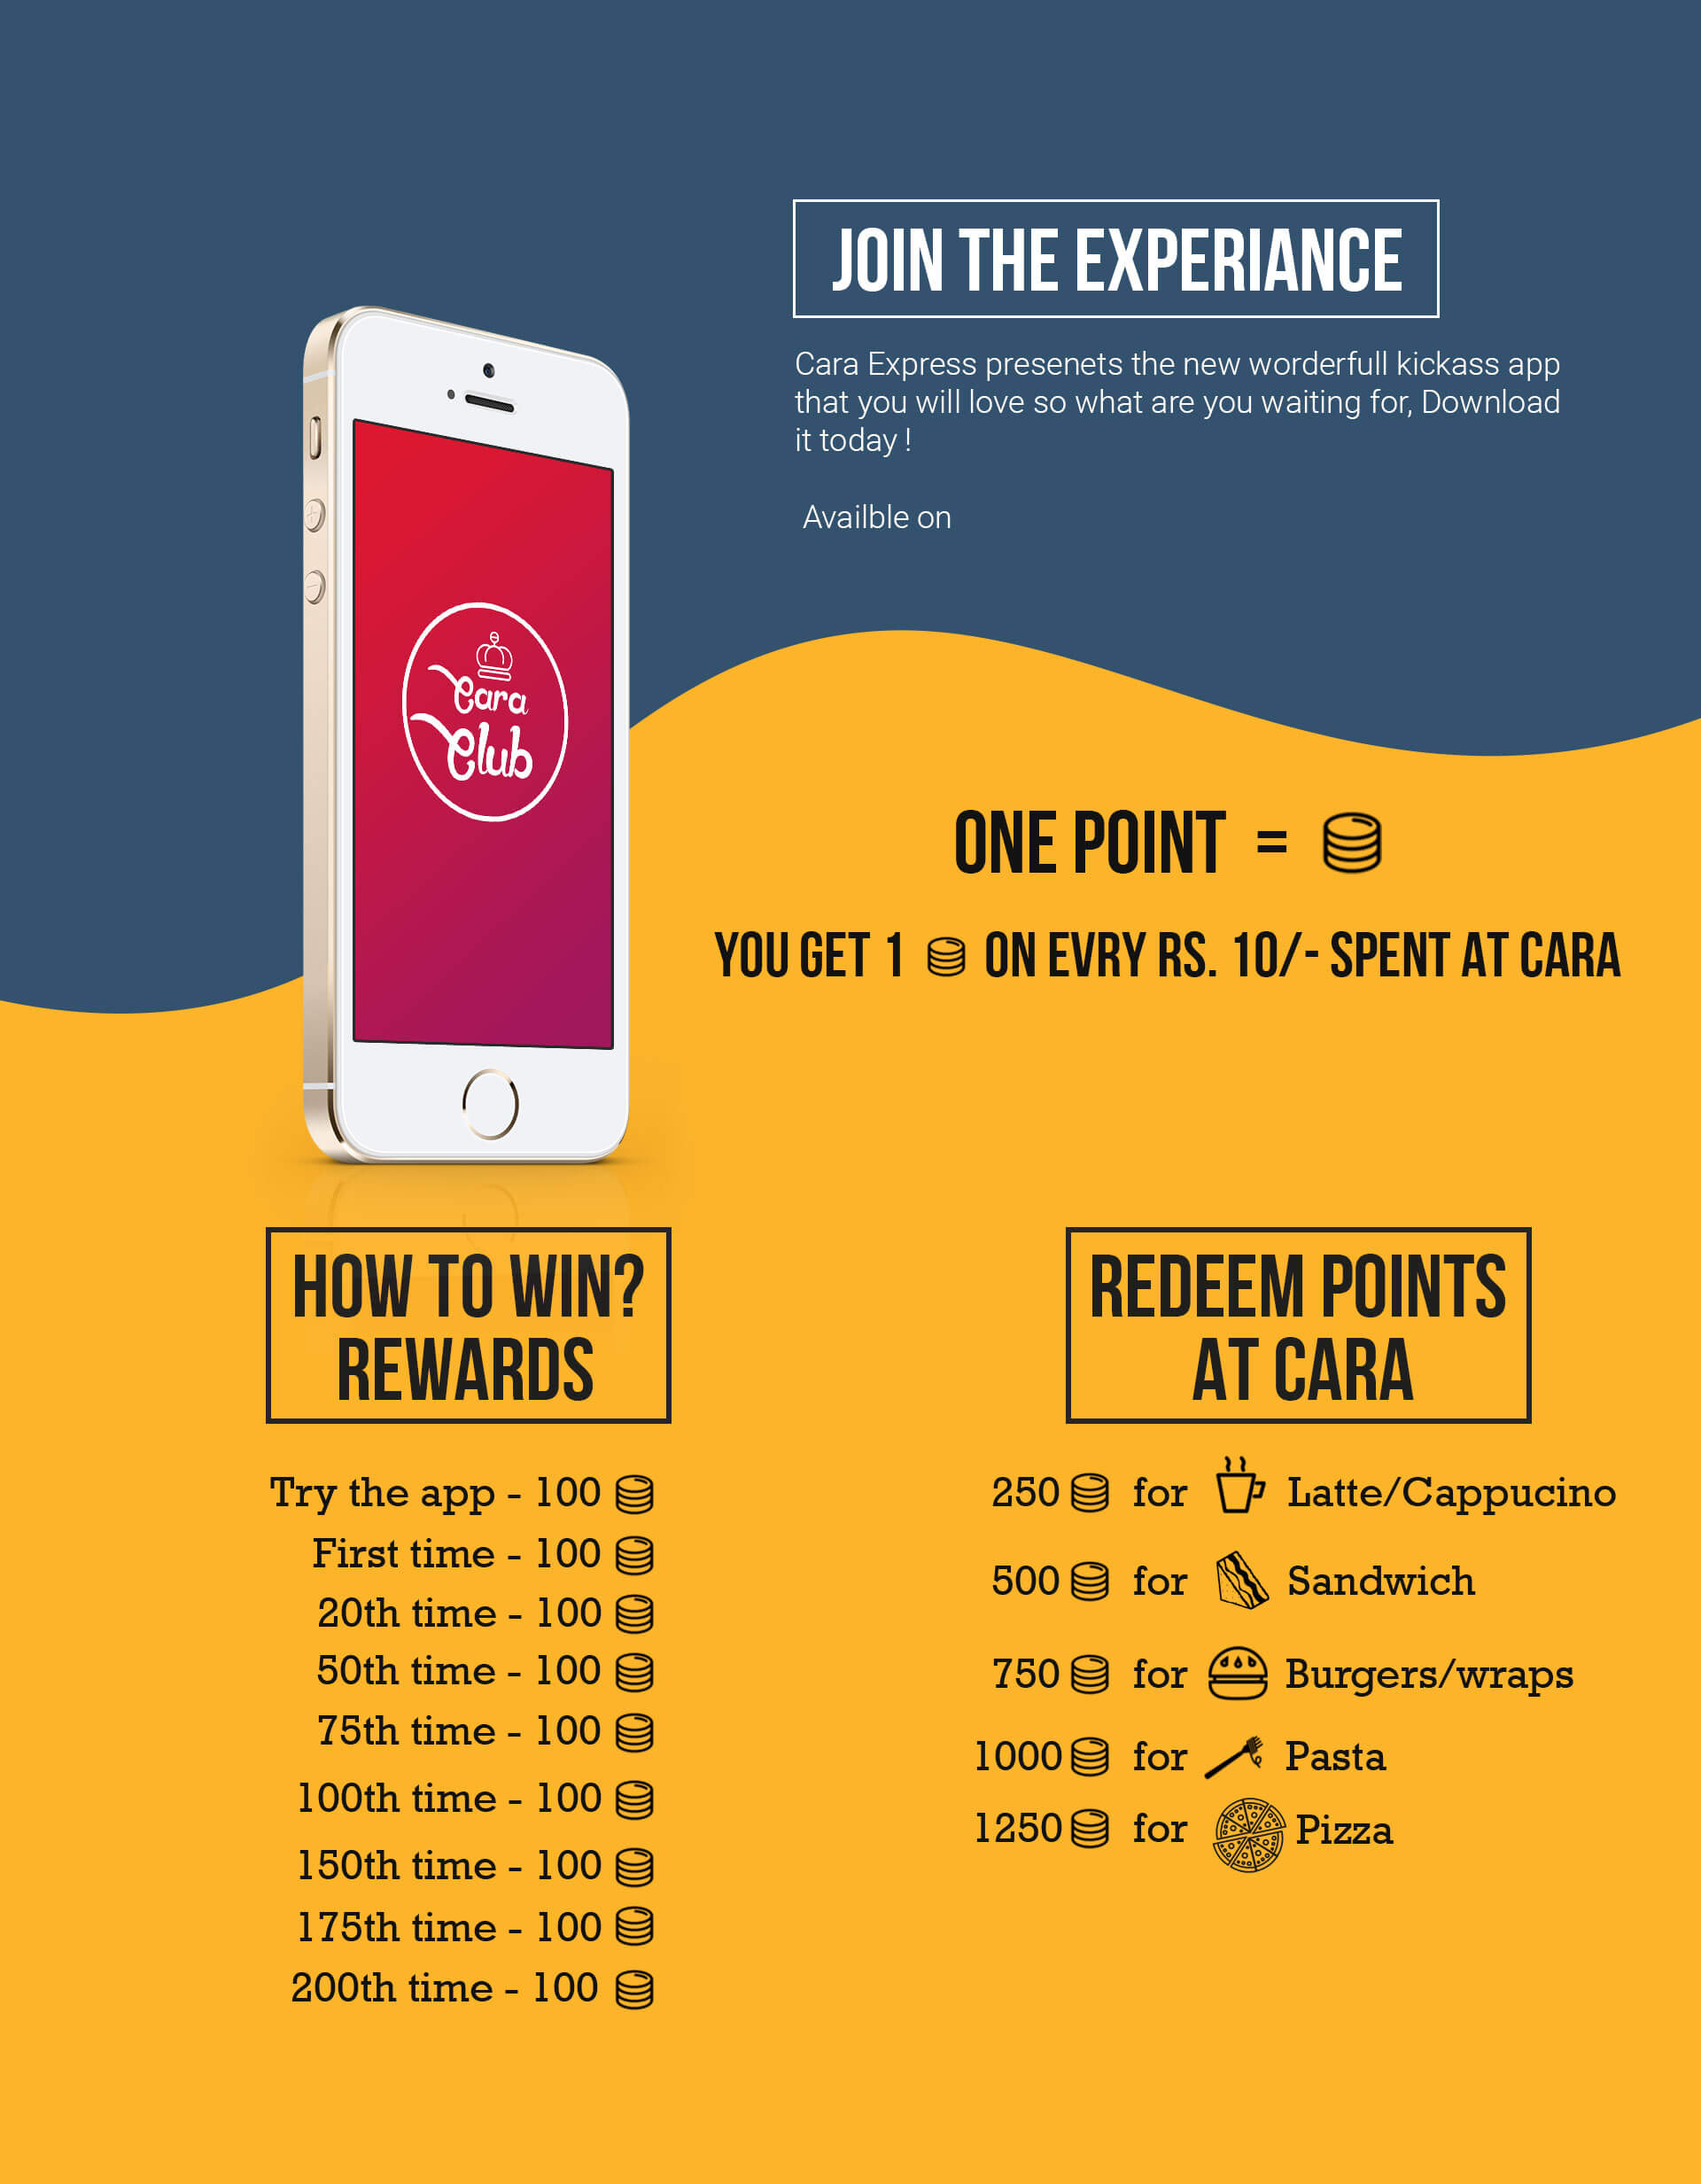 JOIN THE EXPERIANCE
Cara Express presenets the new worderfull kickass app
that you will love so what are you waiting for, Download
it today !
Availble on
Cara
Club
ONE POINT =
YOU GET 1 ON EVRY RS. 10/- SPENT AT CARA
HOW TO WIN?
REWARDS
Try the app - 100
First time - 100
20th time - 100
50th time - 100
75th time - 100
100th time - 100
150th time - 100
175th time - 100
200th time - 100
REDEEM POINTS
AT CARA
250 for Latte/Cappucino
500 for Sandwich
750 for Burgers/wraps
1000 for Pasta
1250 for Pizza